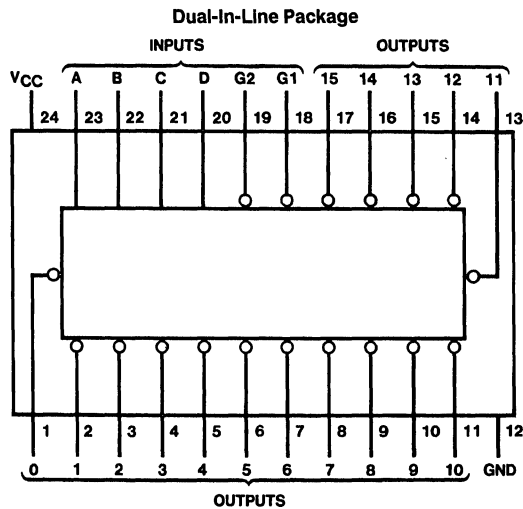 Dual-In-Line Package
INPUTS OUTPUTS
VCC A B C D G2 G1 15 14 13 12 11
24 23 22 21 20 19 18 17 16 15 14 13
1 2 3 4 5 6 7 8 9 10 11 12
0 1 2 3 4 5 6 7 8 9 10 GND
OUTPUTS